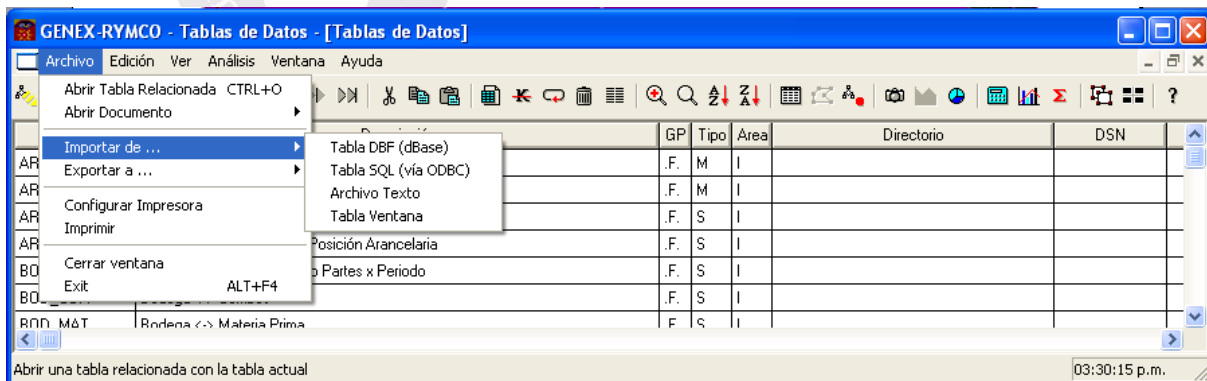 GENEX-RYMCO - Tablas de Datos - [Tablas de Datos]
Archivo Edición Ver Análisis Ventana Ayuda
Abrir Tabla Relacionada CTRL+O
Abrir Documento
Importar de ...
Exportar a ...
Configurar Impresora
Imprimir
Cerrar ventana
Exit ALT+F4
Tabla DBF (dBase)
Tabla SQL (vía ODBC)
Archivo Texto
Tabla Ventana
GP Tipo Area Directorio DSN
AR .F. M I
AR .F. M I
AR .F. S I
AR Posición Arancelaria .F. S I
BO Partes x Periodo .F. S I
BO .F. S I
BOD_MAT Bodega <-> Materia Prima F S I
Abrir una tabla relacionada con la tabla actual 03:30:15 p.m.